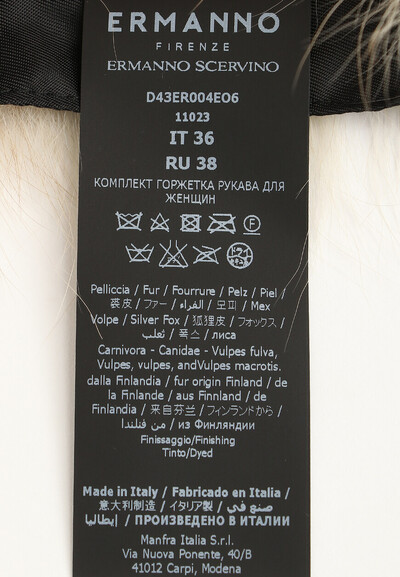 ERMANNO
FIRENZE
ERMANNO SCERVINO
D43ER004EO6
11023
IT 36
RU 38
КОМПЛЕКТ ГОРЖЕТКА РУКАВА ДЛЯ
ЖЕНЩИН
F
Pelliccia / Fur / Fourrure / Pelz / Piel /
裘皮 / ファー / الفراء / 모피 / Мех
Volpe / Silver Fox / 狐狸皮 / フォックス /
ثعلب / 폭스 / лиса
Carnivora - Canidae - Vulpes fulva,
Vulpes, vulpes, andVulpes macrotis.
dalla Finlandia / fur origin Finland / de
la Finlande / aus Finnland / de
Finlandia / 来自芬兰 / フィンランドから /
من فنلندا / из Финляндии
Finissaggio/Finishing
Tinto/Dyed
Made in Italy / Fabricado en Italia /
意大利制造 / イタリア製 / صنع في
إيطاليا / ПРОИЗВЕДЕНО В ИТАЛИИ
Manfra Italia S.r.l.
Via Nuova Ponente, 40/B
41012 Carpi, Modena